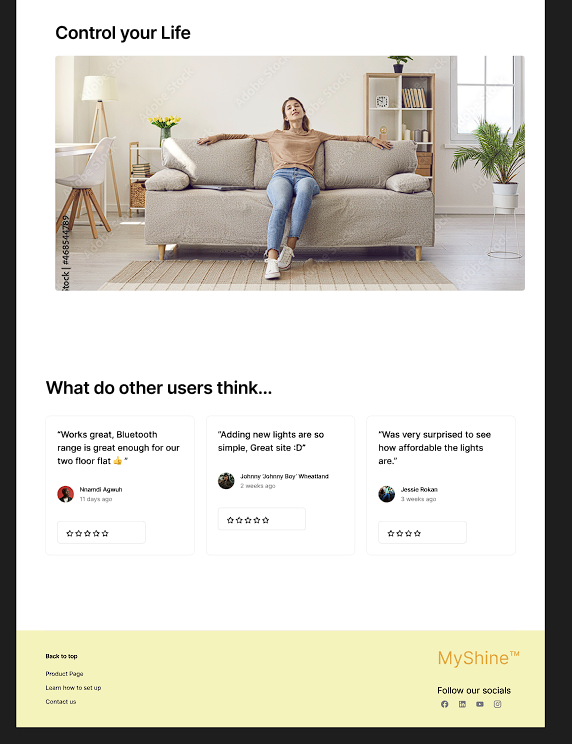 Control your Life
Stock | #468544789
What do other users think...
“Works great, Bluetooth
range is great enough for our
two floor flat 👍 ”
Nnamdi Agwuh
11 days ago
“Adding new lights are so
simple, Great site :D”
Johnny 'Johnny Boy' Wheatland
2 weeks ago
“Was very surprised to see
how affordable the lights
are.”
Jessie Rokan
3 weeks ago
Back to top
Product Page
Learn how to set up
Contact us
MyShine™
Follow our socials